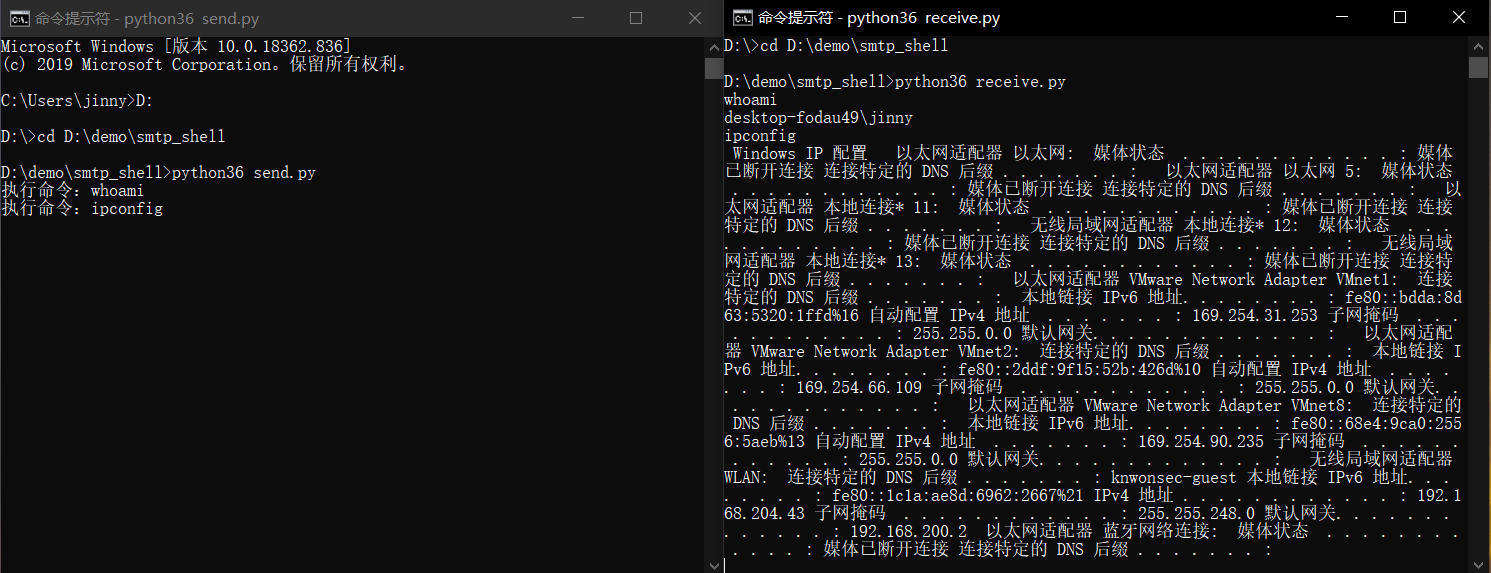 命令提示符 - python36 send.py
Microsoft Windows [版本 10.0.18362.836]
(c) 2019 Microsoft Corporation。保留所有权利。
C:\Users\jinny>D:
D:\>cd D:\demo\smtp_shell
D:\demo\smtp_shell>python36 send.py
执行命令：whoami
执行命令：ipconfig
命令提示符 - python36 receive.py
D:\>cd D:\demo\smtp_shell
D:\demo\smtp_shell>python36 receive.py
whoami
desktop-fodau49\jinny
ipconfig
Windows IP 配置   以太网适配器 以太网:  媒体状态 . . . . . . . . . . . . : 媒体
已断开连接 连接特定的 DNS 后缀 . . . . . . . :   以太网适配器 以太网 5:  媒体状态
. . . . . . . . . . . . : 媒体已断开连接 连接特定的 DNS 后缀 . . . . . . . :   以
太网适配器 本地连接* 11:  媒体状态 . . . . . . . . . . . . : 媒体已断开连接 连接
特定的 DNS 后缀 . . . . . . . :   无线局域网适配器 本地连接* 12:  媒体状态 . . .
. . . . . . . . . : 媒体已断开连接 连接特定的 DNS 后缀 . . . . . . . :   无线局域
网适配器 本地连接* 13:  媒体状态 . . . . . . . . . . . . : 媒体已断开连接 连接特
定的 DNS 后缀 . . . . . . . :   以太网适配器 VMware Network Adapter VMnet1:  连接
特定的 DNS 后缀 . . . . . . . :  本地链接 IPv6 地址. . . . . . . . : fe80::bdda:8d
63:5320:1ffd%16 自动配置 IPv4 地址 . . . . . . . : 169.254.31.253 子网掩码 . . .
. . . . . . . . . : 255.255.0.0 默认网关. . . . . . . . . . . . . :   以太网适配
器 VMware Network Adapter VMnet2:  连接特定的 DNS 后缀 . . . . . . . :  本地链接 I
Pv6 地址. . . . . . . . : fe80::2ddf:9f15:52b:426d%10 自动配置 IPv4 地址 . . . .
. . . : 169.254.66.109 子网掩码 . . . . . . . . . . . . : 255.255.0.0 默认网关. .
. . . . . . . . . . . :   以太网适配器 VMware Network Adapter VMnet8:  连接特定的
DNS 后缀 . . . . . . . :  本地链接 IPv6 地址. . . . . . . . : fe80::68e4:9ca0:255
6:5aeb%13 自动配置 IPv4 地址 . . . . . . . : 169.254.90.235 子网掩码 . . . . . .
. . . . . . : 255.255.0.0 默认网关. . . . . . . . . . . . . :   无线局域网适配器
WLAN:  连接特定的 DNS 后缀 . . . . . . . : knwonsec-guest 本地链接 IPv6 地址. .
. . . . . . : fe80::1c1a:ae8d:6962:2667%21 IPv4 地址 . . . . . . . . . . . . : 192.1
68.204.43 子网掩码 . . . . . . . . . . . . : 255.255.248.0 默认网关. . . . . . .
. . . . . . : 192.168.200.2  以太网适配器 蓝牙网络连接:  媒体状态 . . . . . . . .
. . . . : 媒体已断开连接 连接特定的 DNS 后缀 . . . . . . . :